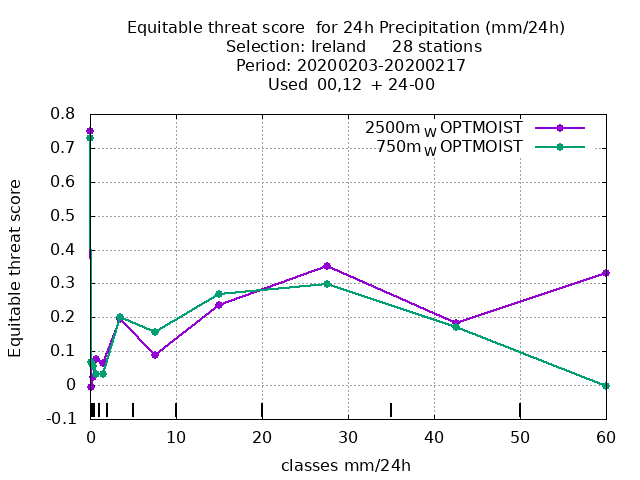 Equitable threat score  for 24h Precipitation (mm/24h)
Selection: Ireland     28 stations
Period: 20200203-20200217
Used  00,12  + 24-00
2500m W OPTMOIST
750m W OPTMOIST
Equitable threat score
0.8
0.7
0.6
0.5
0.4
0.3
0.2
0.1
0
-0.1
0 10 20 30 40 50 60
classes mm/24h